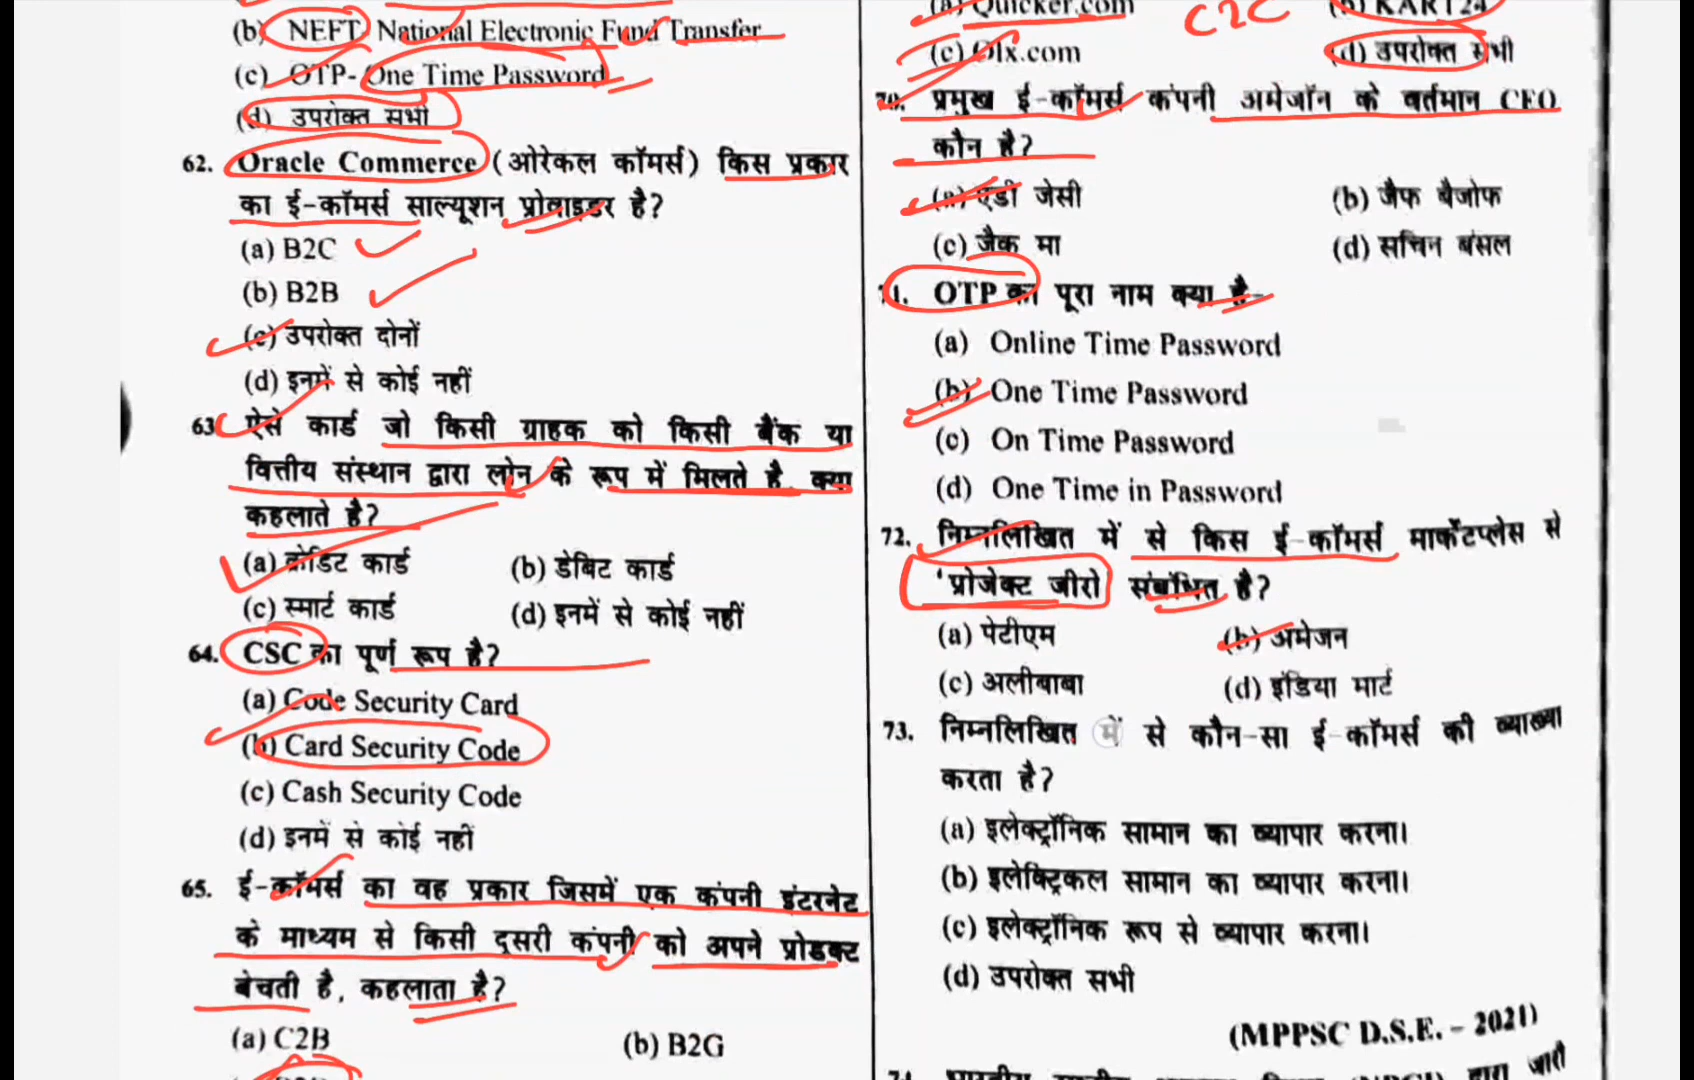 (b) NEFT National Electronic Fund Transfer
(c) OTP- One Time Password
(d) उपरोक्त सभी
62. Oracle Commerce (ओरेकल कॉमर्स) किस प्रकार
का ई-कॉमर्स साल्यूशन प्रोवाइडर है?
(a) B2C
(b) B2B
(c) उपरोक्त दोनों
(d) इनमें से कोई नहीं
63. ऐसे कार्ड जो किसी ग्राहक को किसी बैंक या
वित्तीय संस्थान द्वारा लोन के रूप में मिलते है, क्या
कहलाते है?
(a) क्रेडिट कार्ड (b) डेबिट कार्ड
(c) स्मार्ट कार्ड (d) इनमें से कोई नहीं
64. CSC का पूर्ण रूप है?
(a) Code Security Card
(b) Card Security Code
(c) Cash Security Code
(d) इनमें से कोई नहीं
65. ई-कॉमर्स का वह प्रकार जिसमें एक कंपनी इंटरनेट
के माध्यम से किसी दूसरी कंपनी को अपने प्रोडक्ट
बेचती है, कहलाता है?
(a) C2B (b) B2G
(a) Quicker.com (b) KART24
C2C
(c) Olx.com (d) उपरोक्त सभी
70. प्रमुख ई-कॉमर्स कंपनी अमेजॉन के वर्तमान CEO
कौन है?
(a) एंडी जेसी (b) जैफ बैजोफ
(c) जैक मा (d) सचिन बंसल
71. OTP का पूरा नाम क्या है-
(a) Online Time Password
(b) One Time Password
(c) On Time Password
(d) One Time in Password
72. निम्नलिखित में से किस ई-कॉमर्स मार्केटप्लेस से
'प्रोजेक्ट जीरो' संबंधित है?
(a) पेटीएम (b) अमेजन
(c) अलीबाबा (d) इंडिया मार्ट
73. निम्नलिखित में से कौन-सा ई-कॉमर्स की व्याख्या
करता है?
(a) इलेक्ट्रॉनिक सामान का व्यापार करना।
(b) इलेक्ट्रिकल सामान का व्यापार करना।
(c) इलेक्ट्रॉनिक रूप से व्यापार करना।
(d) उपरोक्त सभी
(MPPSC D.S.E. - 2021)
द्वारा जारी